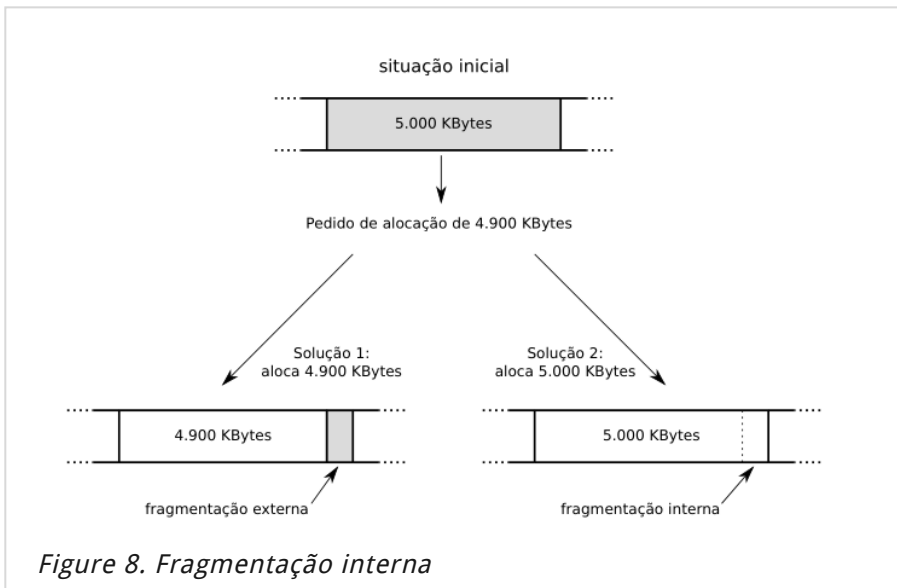 situação inicial
5.000 KBytes
Pedido de alocação de 4.900 KBytes
Solução 1:
aloca 4.900 KBytes
Solução 2:
aloca 5.000 KBytes
4.900 KBytes
5.000 KBytes
fragmentação externa
fragmentação interna
Figure 8. Fragmentação interna